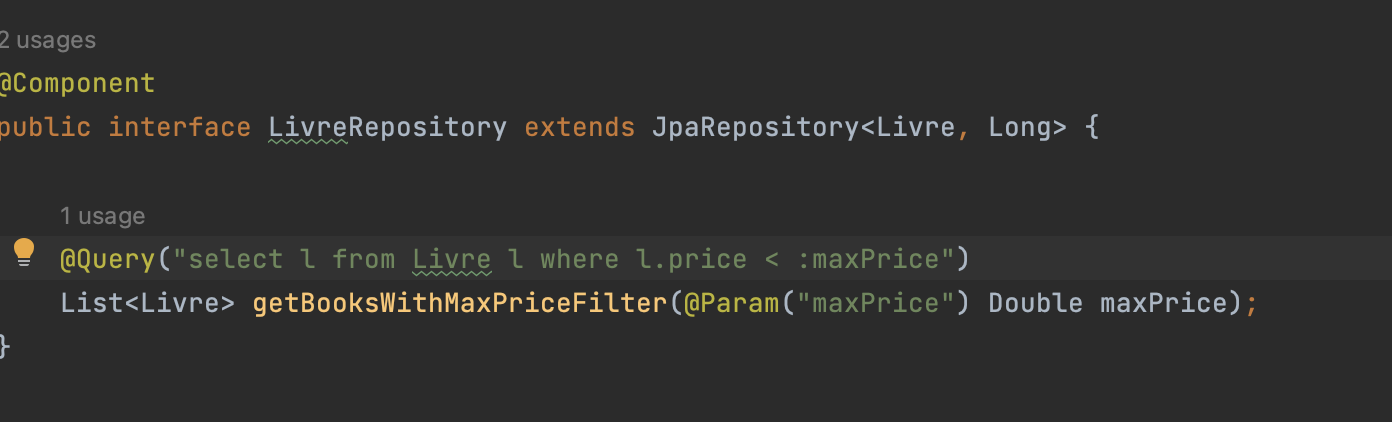 2 usages
@Component
public interface LivreRepository extends JpaRepository<Livre, Long> {
1 usage
@Query("select l from Livre l where l.price < :maxPrice")
List<Livre> getBooksWithMaxPriceFilter(@Param("maxPrice") Double maxPrice);
}